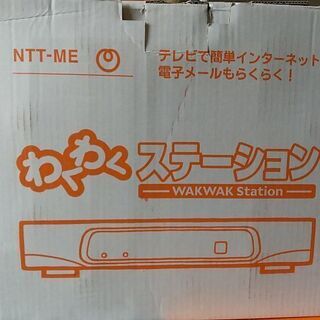 NTT-ME
テレビで簡単インターネット
電子メールもらくらく！
わくわく
ステーション
WAKWAK Station